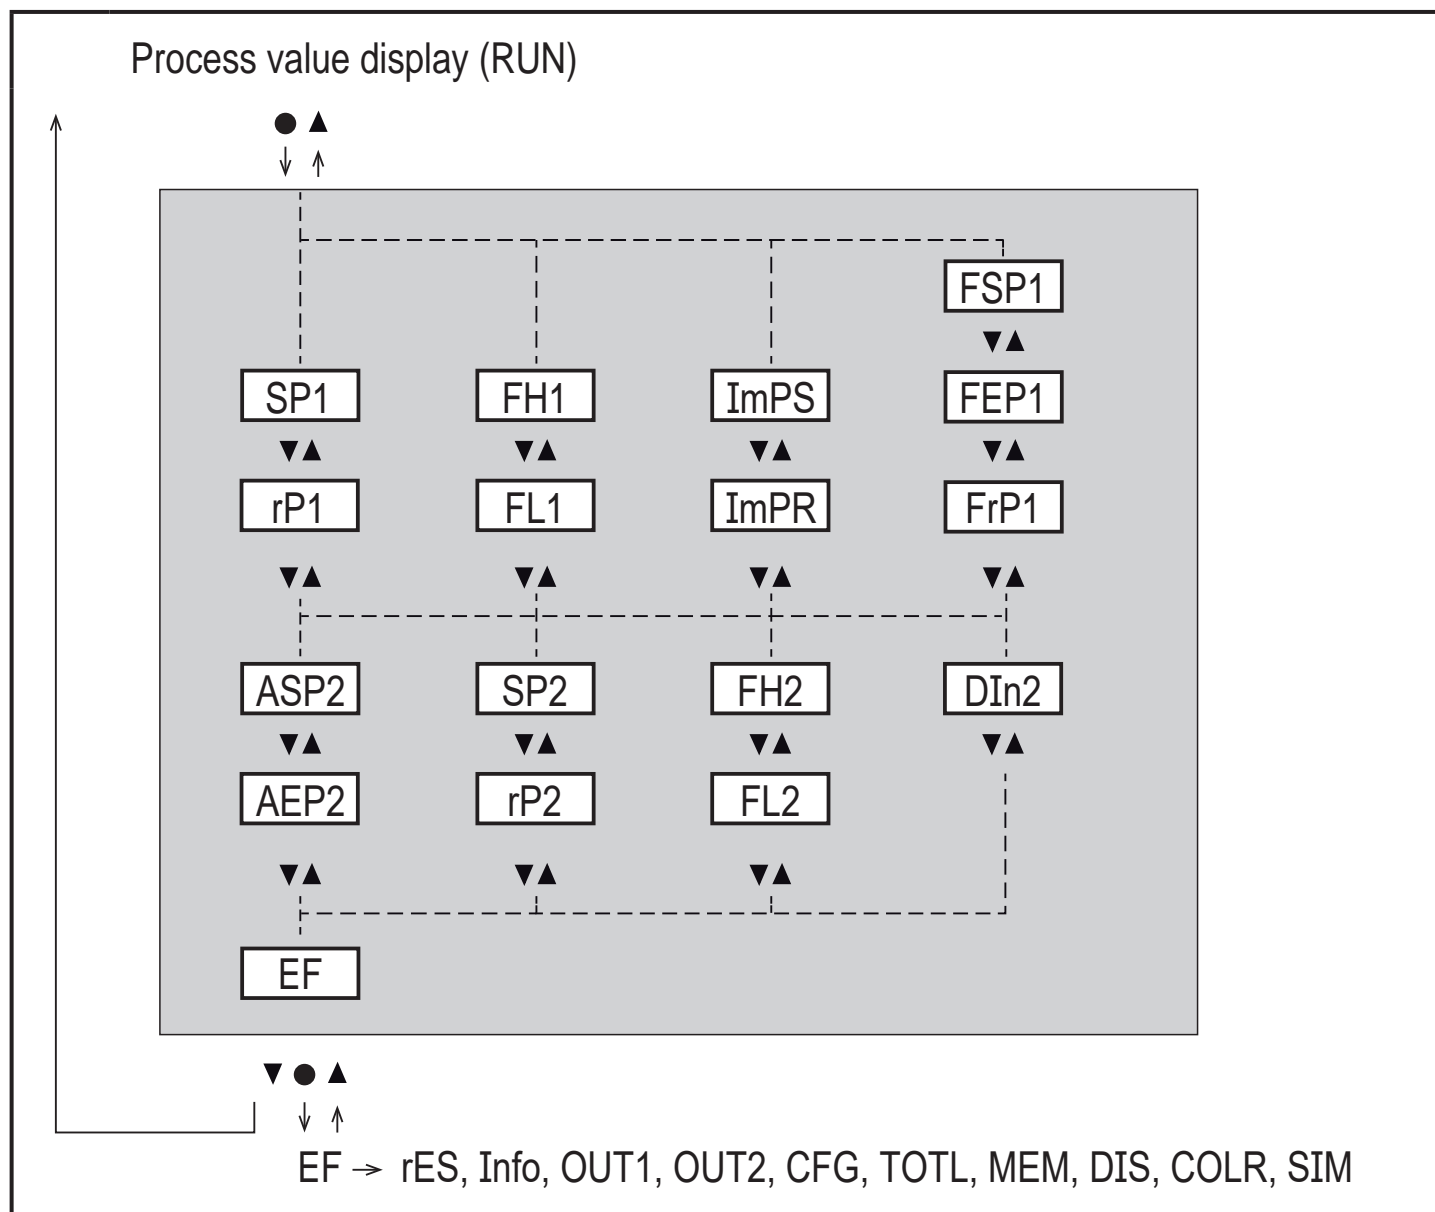 Process value display (RUN)
FSP1
SP1 FH1 ImPS FEP1
rP1 FL1 ImPR FrP1
ASP2 SP2 FH2 DIn2
AEP2 rP2 FL2
EF
EF → rES, Info, OUT1, OUT2, CFG, TOTL, MEM, DIS, COLR, SIM